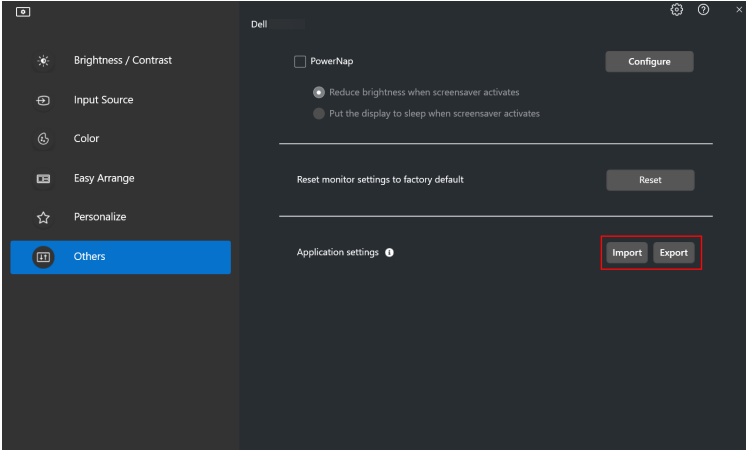 Dell
Brightness / Contrast
Input Source
Color
Easy Arrange
Personalize
Others
PowerNap
Configure
Reduce brightness when screensaver activates
Put the display to sleep when screensaver activates
Reset monitor settings to factory default
Reset
Application settings
Import
Export